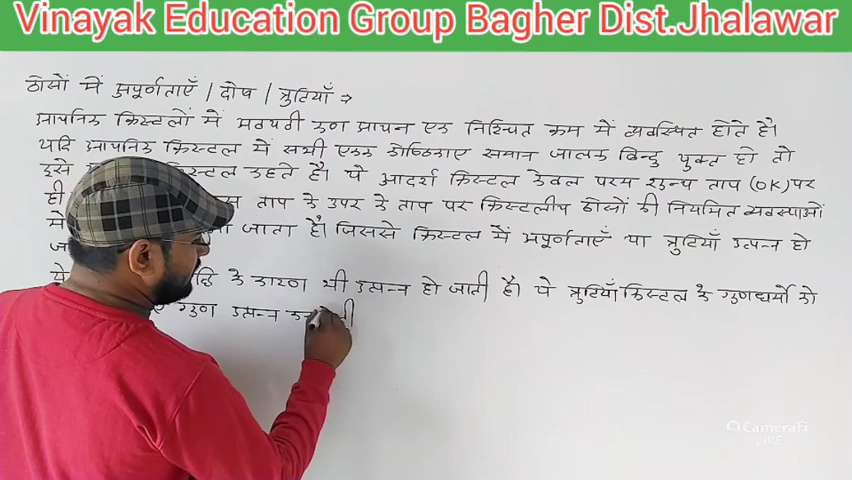 Vinayak Education Group Bagher Dist.Jhalawar
ठोसों में अपूर्णताएँ / दोष / त्रुटियाँ ⇒
आयनिक क्रिस्टलों में अवयवी कण आयन एक निश्चित क्रम में व्यवस्थित होते है।
यदि आयनिक क्रिस्टल में सभी एकक कोष्ठिकाए समान जालक बिन्दु युक्त हो तो
इसे क्रिस्टल कहते है। ये आदर्श क्रिस्टल केवल परम शून्य ताप (0K) पर
ही ताप के उपर के ताप पर क्रिस्टलीय ठोसों की नियमित व्यवस्थाओं
में जाता है। जिससे क्रिस्टल में अपूर्णताएँ या त्रुटियाँ उत्पन्न हो
जा
ये के कारण भी उत्पन्न हो जाती है। ये त्रुटियाँ क्रिस्टल के गुणधर्मो को
गुण उत्पन्न
Camerafi
LIVE